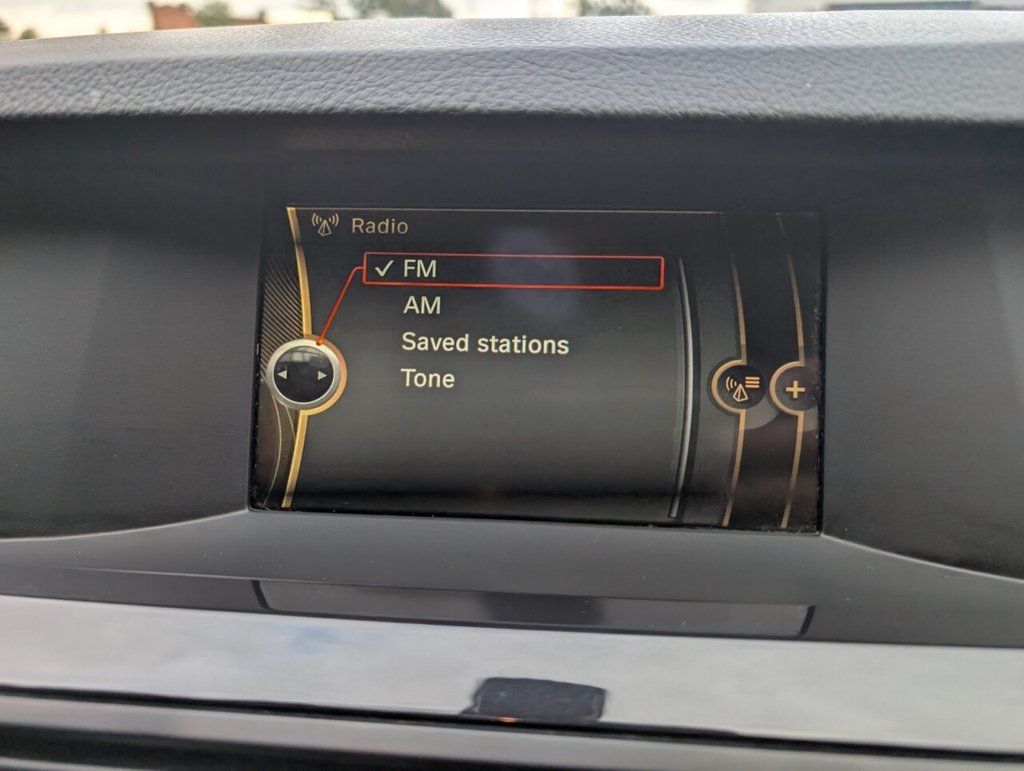 Radio
✓ FM
AM
Saved stations
Tone